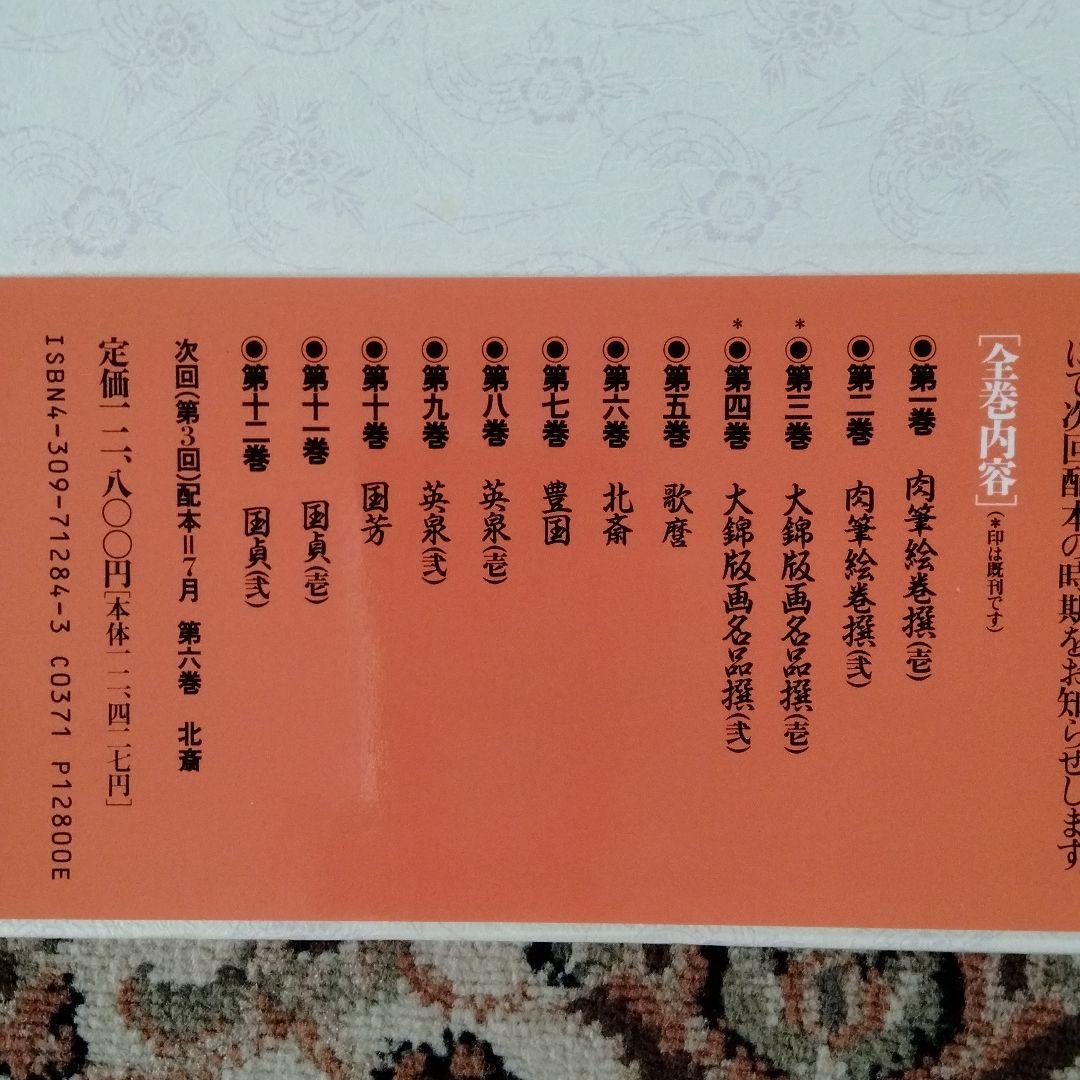 にて次回配本の時期をお知らせします
［全巻内容］（＊印は既刊です）
◉第一巻 肉筆絵巻撰（壱）
◉第二巻 肉筆絵巻撰（弐）
＊◉第三巻 大錦版画名品撰（壱）
＊◉第四巻 大錦版画名品撰（弐）
◉第五巻 歌麿
◉第六巻 北斎
◉第七巻 豊国
◉第八巻 英泉（壱）
◉第九巻 英泉（弐）
◉第十巻 国芳
◉第十一巻 国貞（壱）
◉第十二巻 国貞（弐）
次回（第3回）配本＝7月 第六巻 北斎
定価一二、八〇〇円［本体一二、四二七円］
ISBN4-309-71284-3 C0371 P12800E